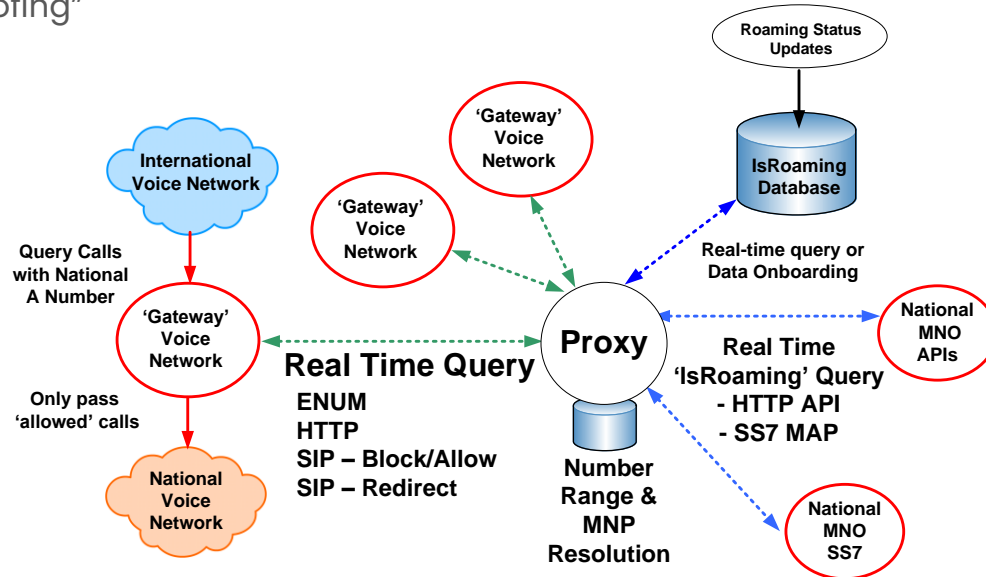 ofing”
Roaming Status
Updates
‘Gateway’
Voice
Network
International
Voice Network
IsRoaming
Database
‘Gateway’
Voice
Network
Query Calls
with National
A Number
Real-time query or
Data Onboarding
‘Gateway’
Voice
Network
Proxy
National
MNO
APIs
Real Time Query
ENUM
HTTP
SIP – Block/Allow
SIP – Redirect
Real Time
‘IsRoaming’ Query
- HTTP API
- SS7 MAP
Only pass
‘allowed’ calls
Number
Range &
MNP
Resolution
National
Voice
Network
National
MNO
SS7